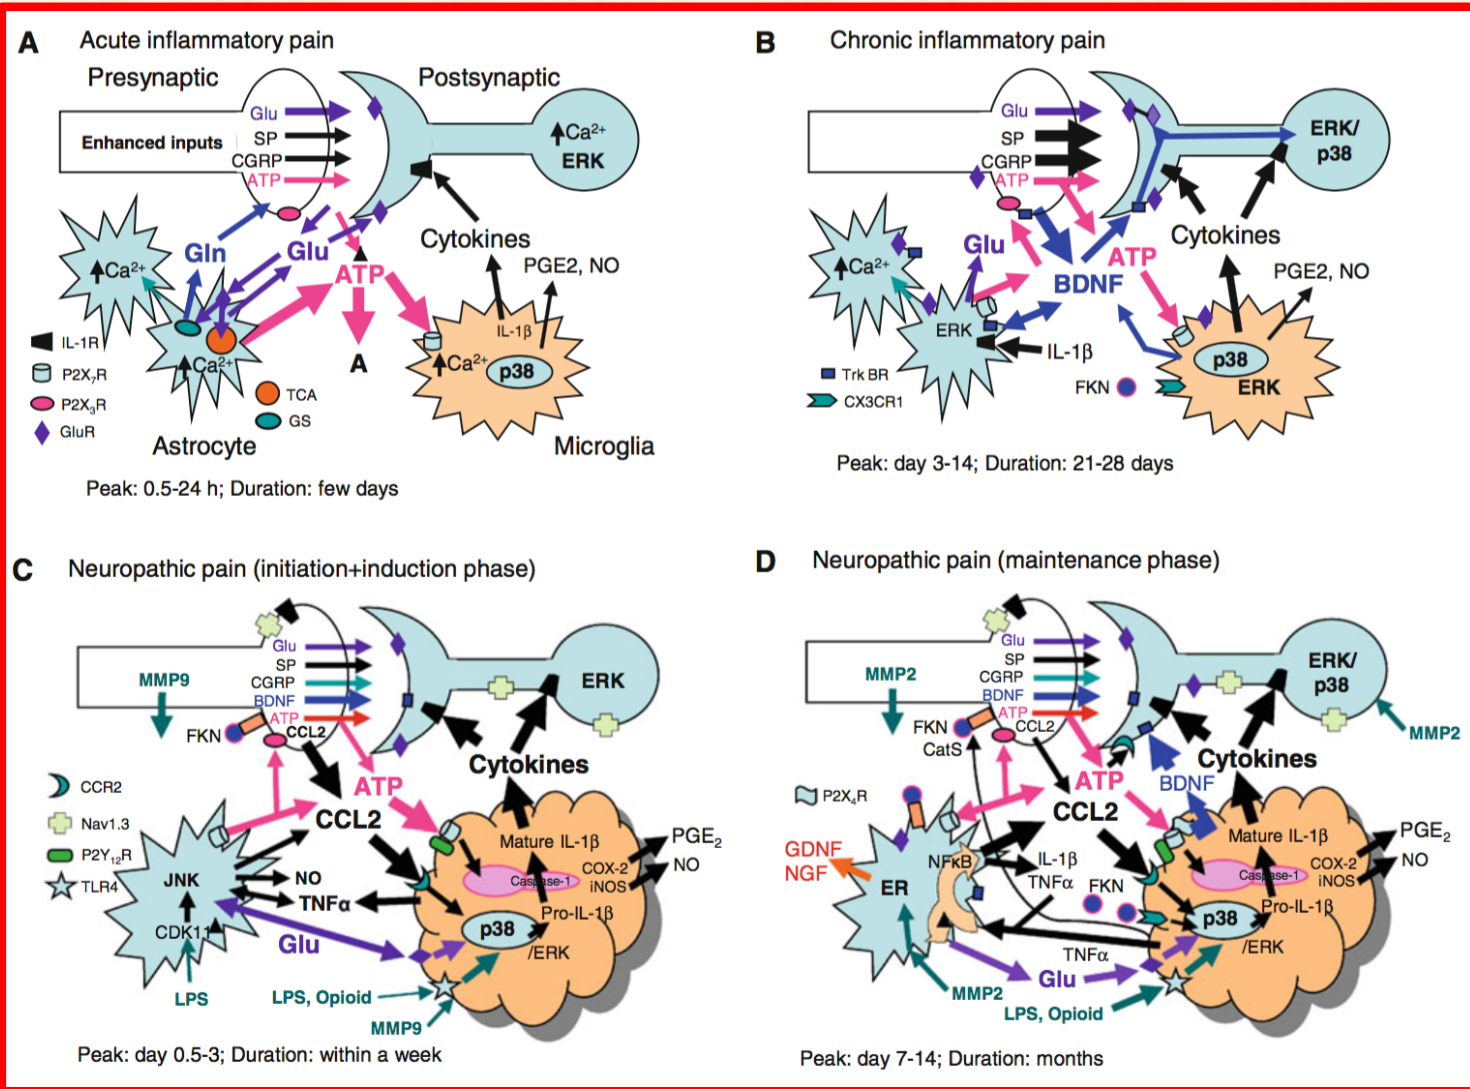 A Acute inflammatory pain
Presynaptic
Postsynaptic
Enhanced inputs
Glu
SP
CGRP
ATP
↑Ca²⁺
ERK
Gln
Glu
ATP
A
Cytokines
PGE2, NO
↑Ca²⁺
↑Ca²⁺
IL-1β
↑Ca²⁺
p38
IL-1R
P2X₇R
P2X₃R
GluR
TCA
GS
Astrocyte
Microglia
Peak: 0.5-24 h; Duration: few days
B Chronic inflammatory pain
Glu
SP
CGRP
ATP
ERK/
p38
↑Ca²⁺
Glu
BDNF
ATP
Cytokines
PGE2, NO
ERK
IL-1β
p38
ERK
FKN
Trk BR
CX3CR1
Peak: day 3-14; Duration: 21-28 days
C Neuropathic pain (initiation+induction phase)
MMP9
Glu
SP
CGRP
BDNF
ATP
CCL2
FKN
ERK
Cytokines
ATP
CCL2
CCR2
Nav1.3
P2Y₁₂R
TLR4
JNK
CDK11
LPS
NO
TNFα
Glu
LPS, Opioid
MMP9
Mature IL-1β
Caspase-1
Pro-IL-1β
p38
/ERK
COX-2
iNOS
PGE₂
NO
Peak: day 0.5-3; Duration: within a week
D Neuropathic pain (maintenance phase)
MMP2
Glu
SP
CGRP
BDNF
ATP
CCL2
FKN
CatS
ERK/
p38
MMP2
Cytokines
ATP
BDNF
CCL2
P2X₄R
GDNF
NGF
NFκB
ER
IL-1β
TNFα
FKN
TNFα
Glu
MMP2
LPS, Opioid
Mature IL-1β
Caspase-1
Pro-IL-1β
p38
/ERK
COX-2
iNOS
PGE₂
NO
Peak: day 7-14; Duration: months